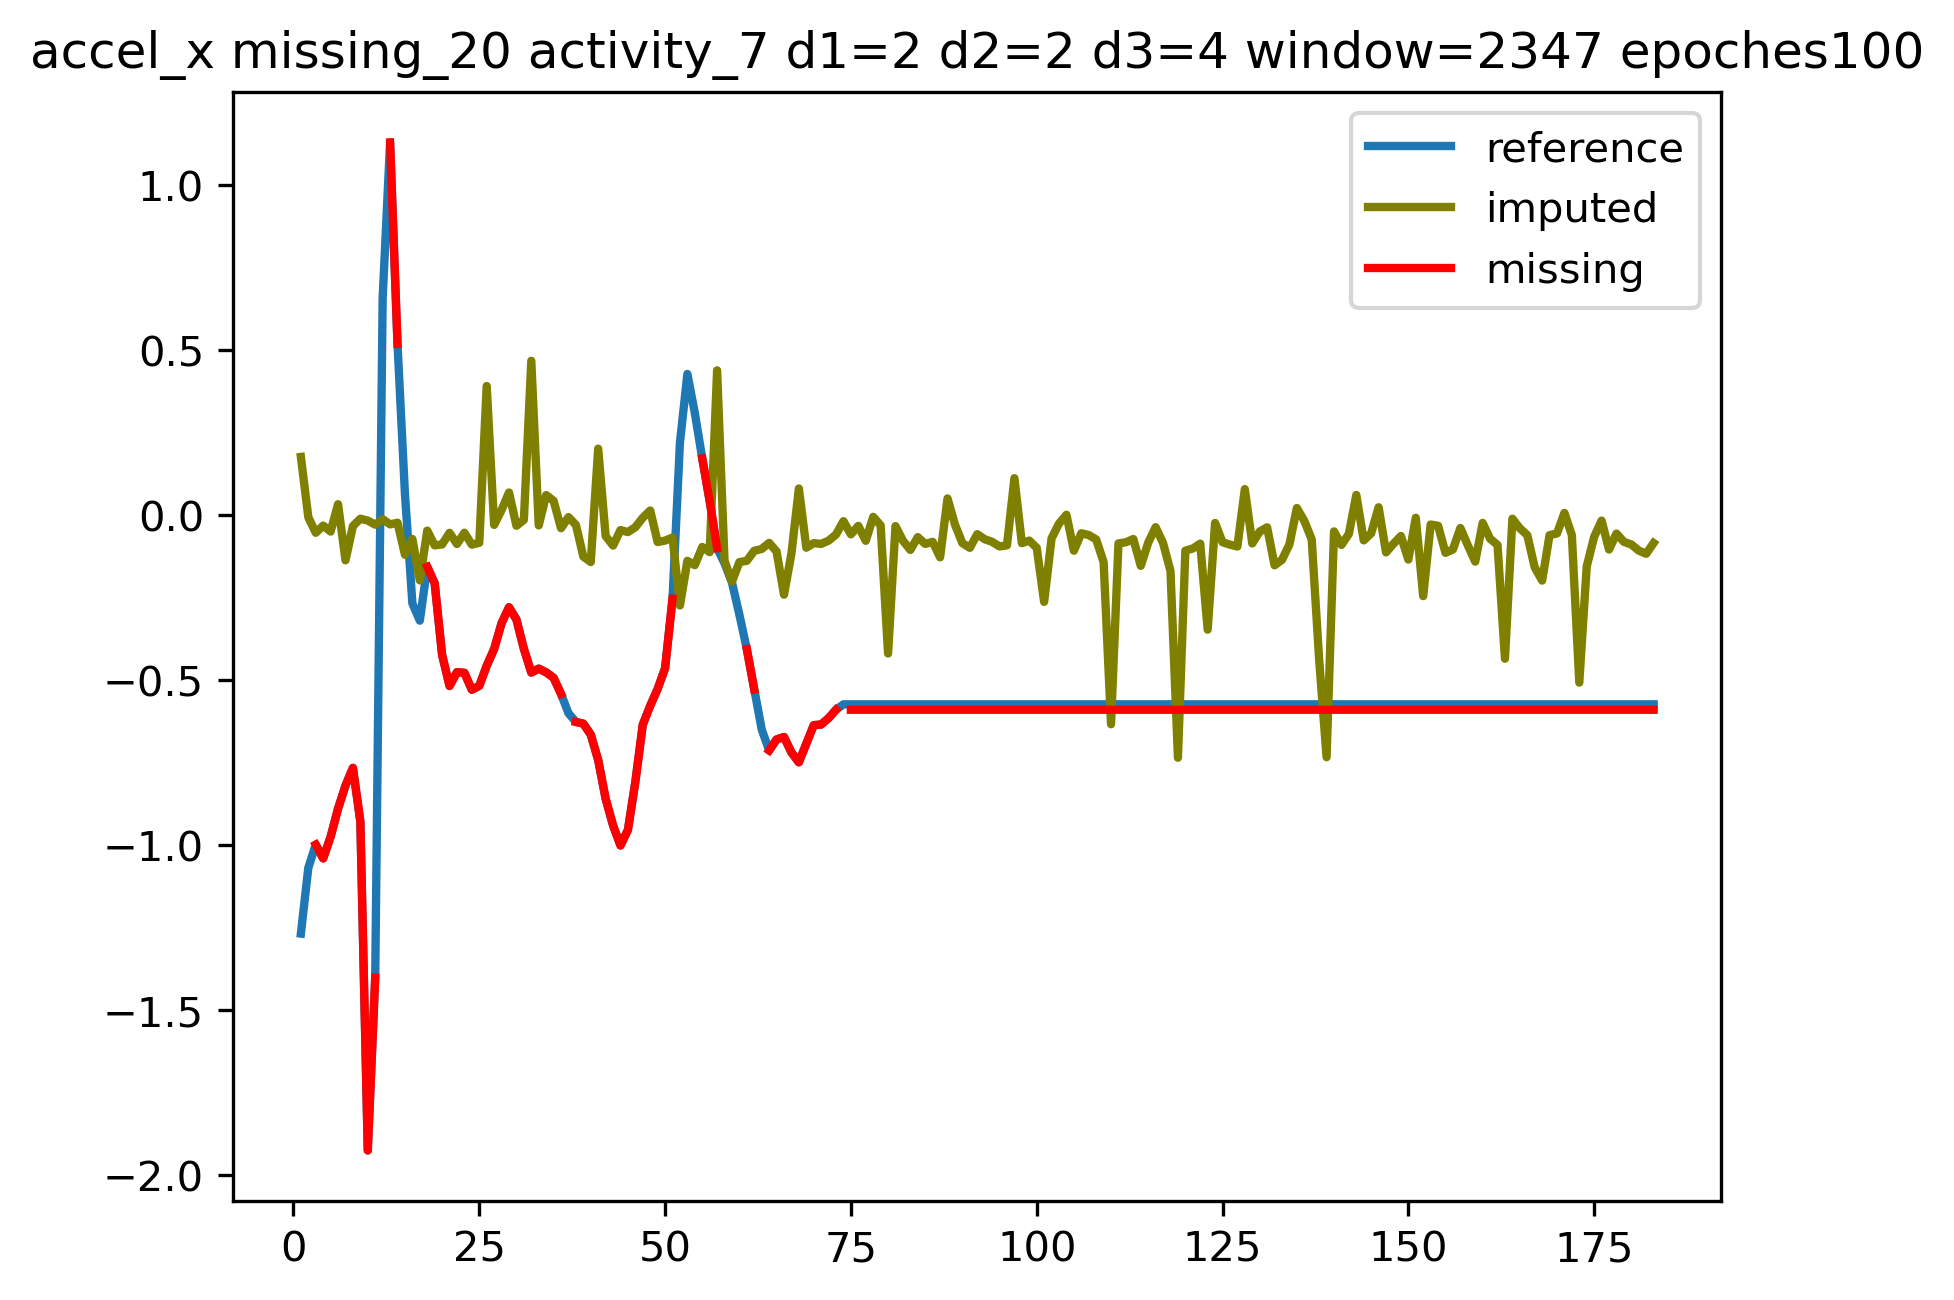 accel_x missing_20 activity_7 d1=2 d2=2 d3=4 window=2347 epoches100
reference
imputed
missing
1.0
0.5
0.0
−0.5
−1.0
−1.5
−2.0
0 25 50 75 100 125 150 175